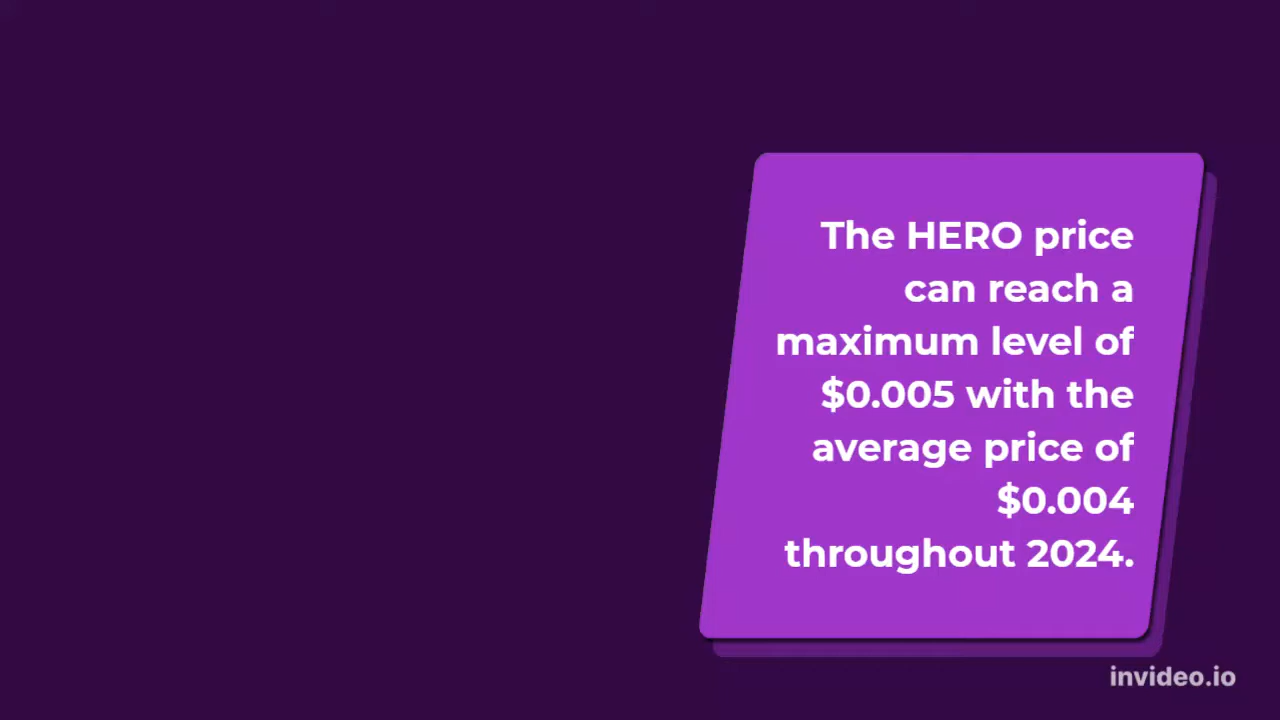 The HERO price
can reach a
maximum level of
$0.005 with the
average price of
$0.004
throughout 2024.
invideo.io